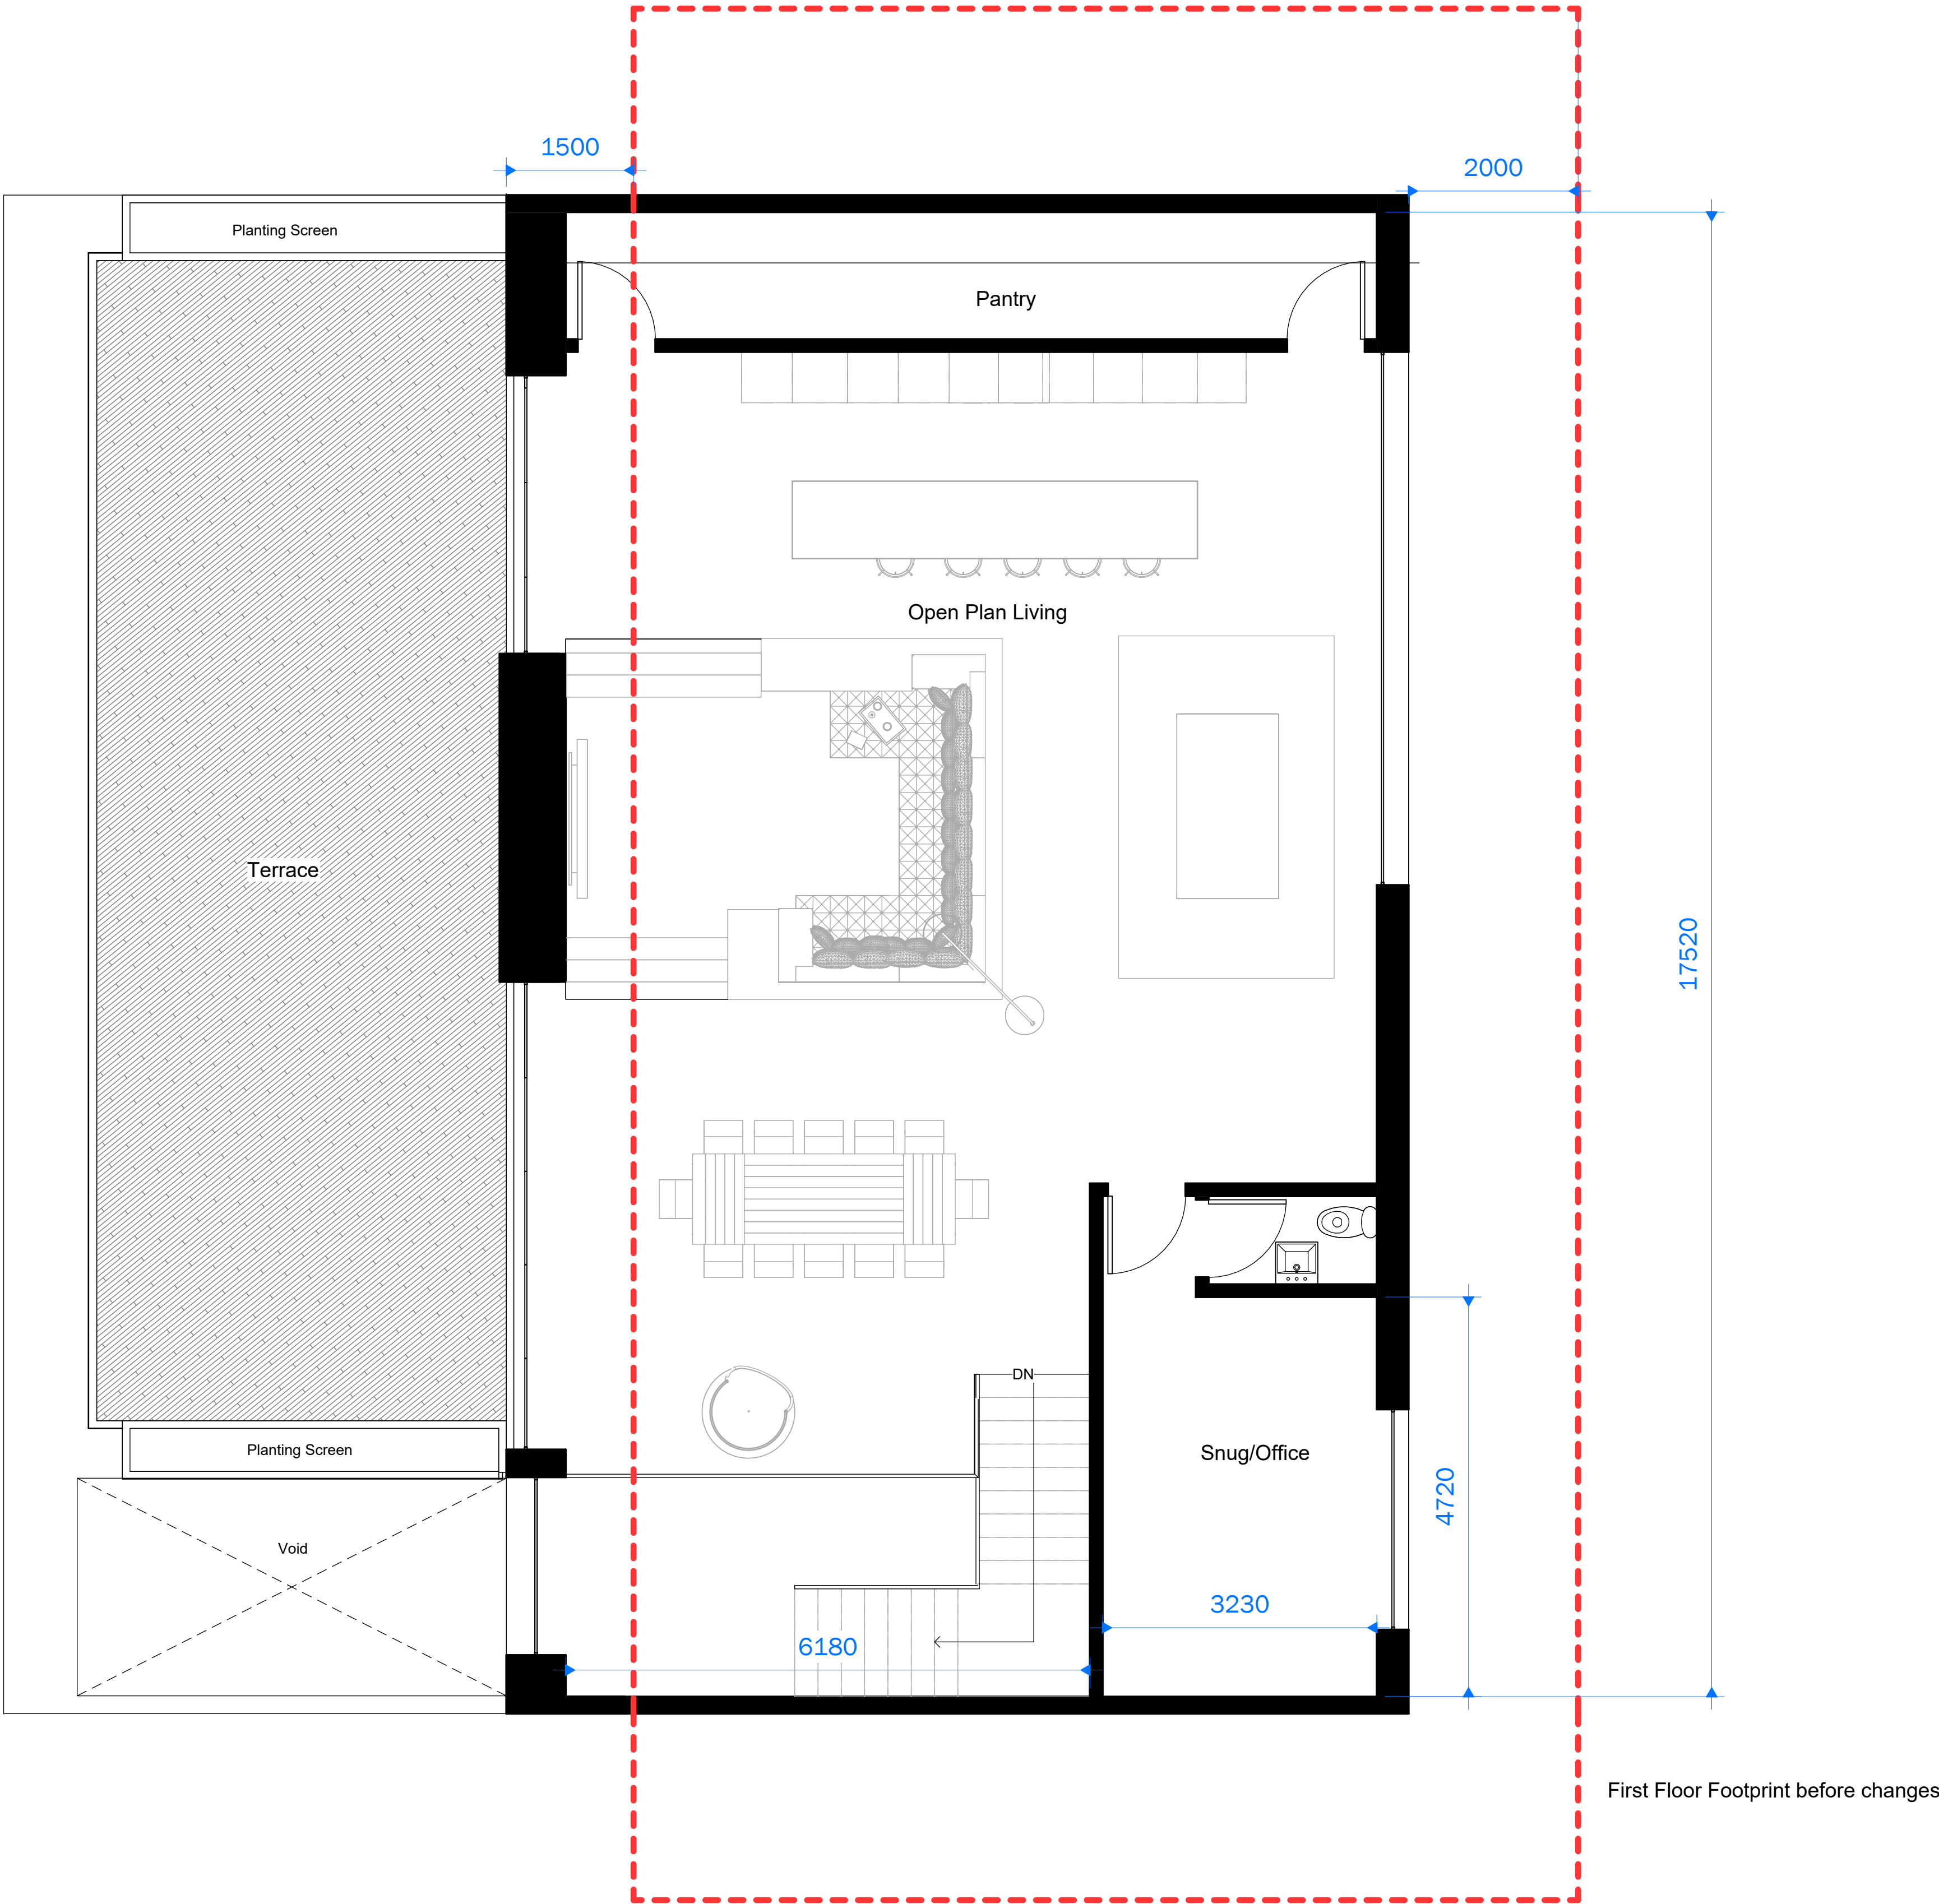 1500
2000
Planting Screen
Pantry
Open Plan Living
Terrace
17520
DN
Planting Screen
Snug/Office
4720
Void
3230
6180
First Floor Footprint before changes